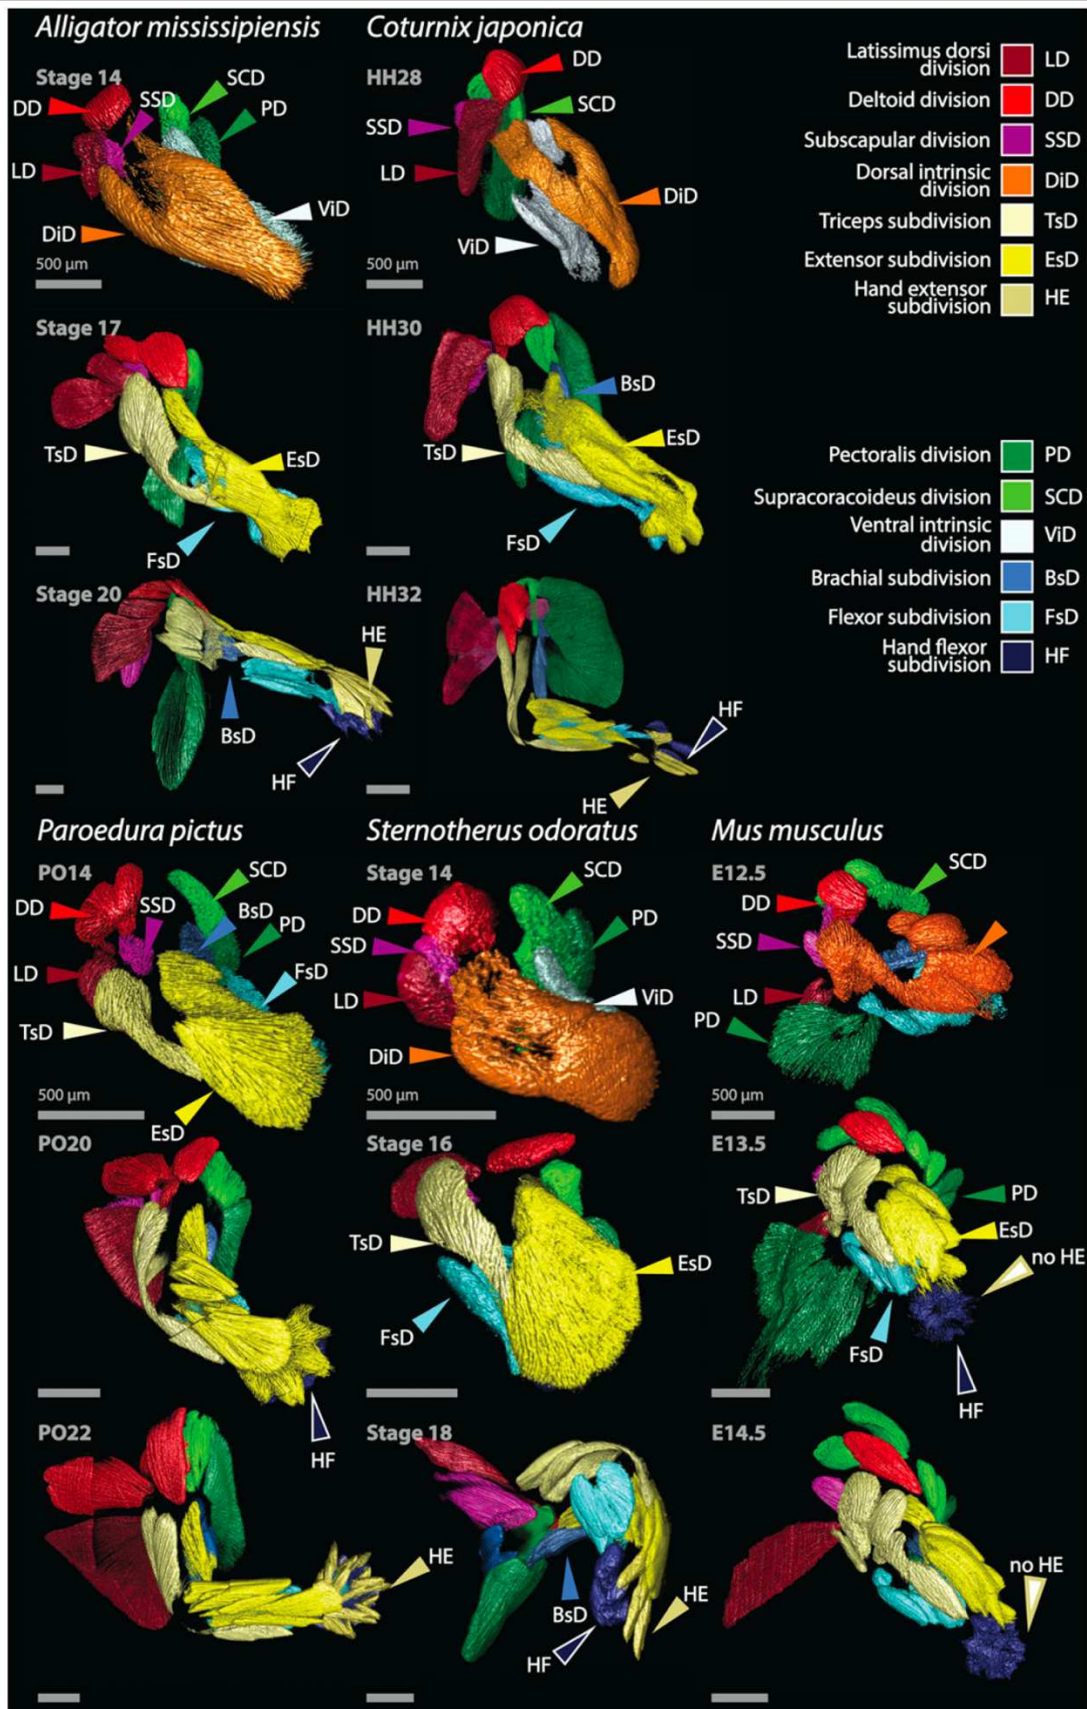 Alligator mississipiensis
Coturnix japonica
Stage 14
DD
SSD
SCD
PD
LD
DiD
ViD
500 µm
HH28
DD
SCD
SSD
LD
DiD
ViD
500 µm
Latissimus dorsi
division
LD
Deltoid division
DD
Subscapular division
SSD
Dorsal intrinsic
division
DiD
Triceps subdivision
TsD
Extensor subdivision
EsD
Hand extensor
subdivision
HE
Stage 17
TsD
EsD
FsD
HH30
BsD
TsD
EsD
FsD
Pectoralis division
PD
Supracoracoideus division
SCD
Ventral intrinsic
division
ViD
Brachial subdivision
BsD
Flexor subdivision
FsD
Hand flexor
subdivision
HF
Stage 20
HE
BsD
HF
HH32
HF
HE
Paroedura pictus
Sternotherus odoratus
Mus musculus
PO14
SCD
DD
SSD
BsD
PD
LD
FsD
TsD
500 µm
EsD
Stage 14
SCD
DD
PD
SSD
LD
ViD
DiD
500 µm
E12.5
SCD
DD
SSD
LD
PD
500 µm
PO20
HF
Stage 16
TsD
EsD
FsD
E13.5
TsD
PD
EsD
no HE
FsD
HF
PO22
HE
Stage 18
BsD
HE
HF
E14.5
no HE